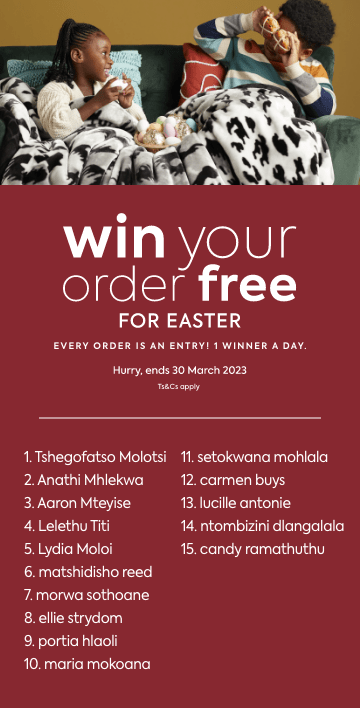 win your
order free
FOR EASTER
EVERY ORDER IS AN ENTRY! 1 WINNER A DAY.
Hurry, ends 30 March 2023
Ts&Cs apply
1. Tshegofatso Molotsi
2. Anathi Mhlekwa
3. Aaron Mteyise
4. Lelethu Titi
5. Lydia Moloi
6. matshidisho reed
7. morwa sothoane
8. ellie strydom
9. portia hlaoli
10. maria mokoana
11. setokwana mohlala
12. carmen buys
13. lucille antonie
14. ntombizini dlangalala
15. candy ramathuthu